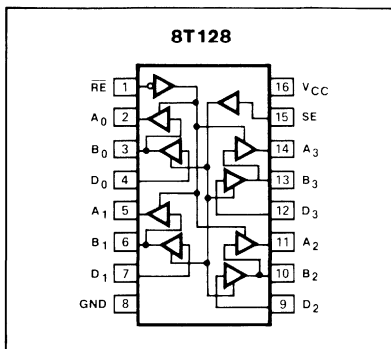 8T128
R̅E̅ 1
A0 2
B0 3
D0 4
A1 5
B1 6
D1 7
GND 8
16 VCC
15 SE
14 A3
13 B3
12 D3
11 A2
10 B2
9 D2